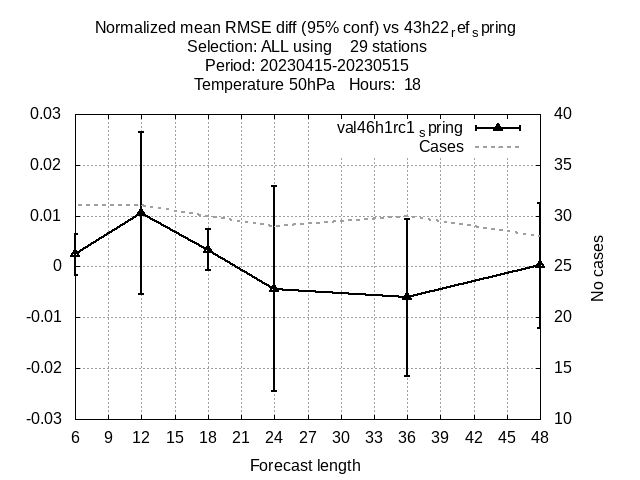 Normalized mean RMSE diff (95% conf) vs 43h22refspring
Selection: ALL using 29 stations
Period: 20230415-20230515
Temperature 50hPa Hours: 18
0.03
0.02
0.01
0
-0.01
-0.02
-0.03
val46h1rc1spring
Cases
40
35
30
25
20
15
10
No cases
6 9 12 15 18 21 24 27 30 33 36 39 42 45 48
Forecast length